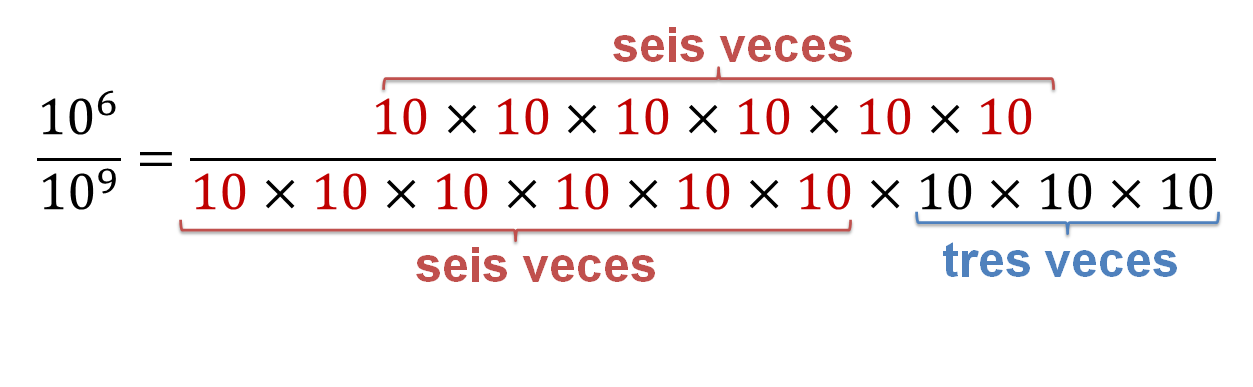 seis veces
10⁶ / 10⁹ = 10 × 10 × 10 × 10 × 10 × 10 / 10 × 10 × 10 × 10 × 10 × 10 × 10 × 10 × 10
seis veces tres veces